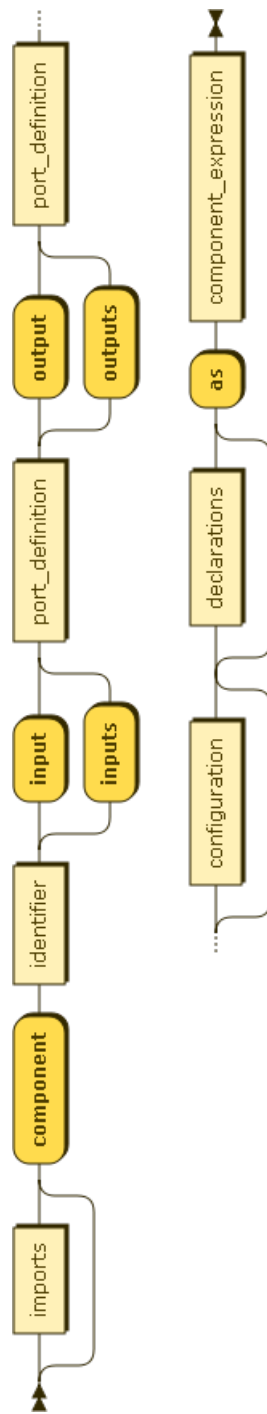 imports
component
identifier
input
inputs
port_definition
output
outputs
port_definition
configuration
declarations
as
component_expression